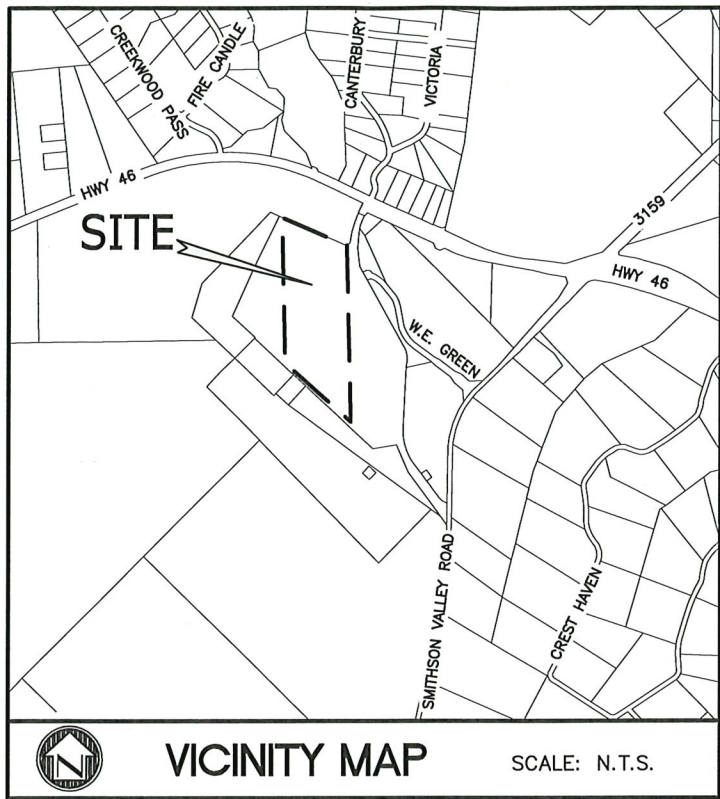 CREEKWOOD PASS
FIRE CANDLE
CANTERBURY
VICTORIA
HWY 46
3159
SITE
HWY 46
W.E. GREEN
SMITHSON VALLEY ROAD
CREST HAVEN
N
VICINITY MAP
SCALE: N.T.S.